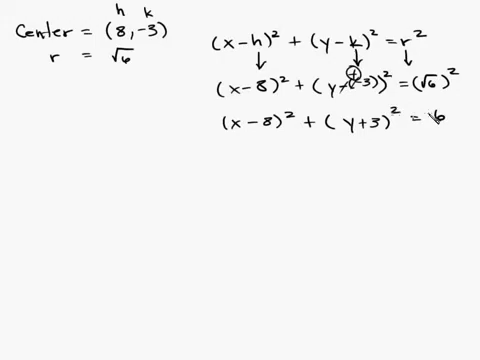 h k
Center = (8, -3)
r = √6
(x-h)² + (y-k)² = r²
(x-8)² + (y-(-3))² = (√6)²
(x-8)² + (y+3)² = 6